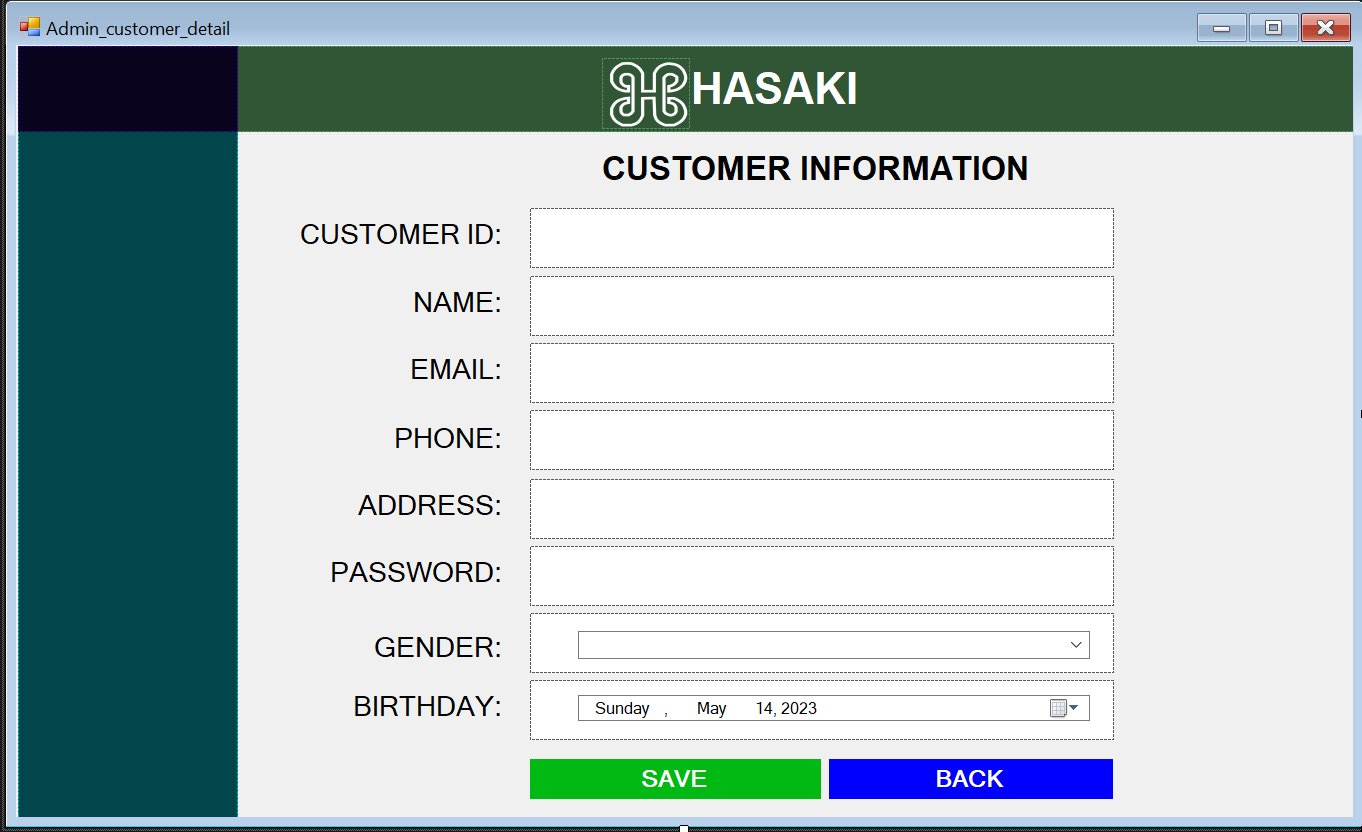 Admin_customer_detail
HASAKI
CUSTOMER INFORMATION
CUSTOMER ID:
NAME:
EMAIL:
PHONE:
ADDRESS:
PASSWORD:
GENDER:
BIRTHDAY: Sunday , May 14, 2023
SAVE BACK